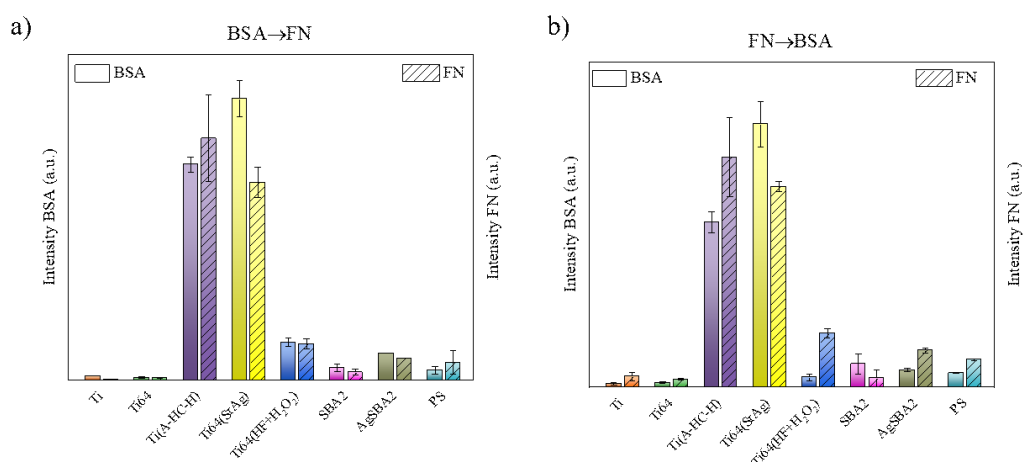 a)
BSA→FN
BSA
FN
Intensity BSA (a.u.)
Intensity FN (a.u.)
Ti
Ti64
Ti(A-HC-H)
Ti64(SrAg)
Ti64(HF+H₂O₂)
SBA2
AgSBA2
PS
b)
FN→BSA
BSA
FN
Intensity BSA (a.u.)
Intensity FN (a.u.)
Ti
Ti64
Ti(A-HC-H)
Ti64(SrAg)
Ti64(HF+H₂O₂)
SBA2
AgSBA2
PS